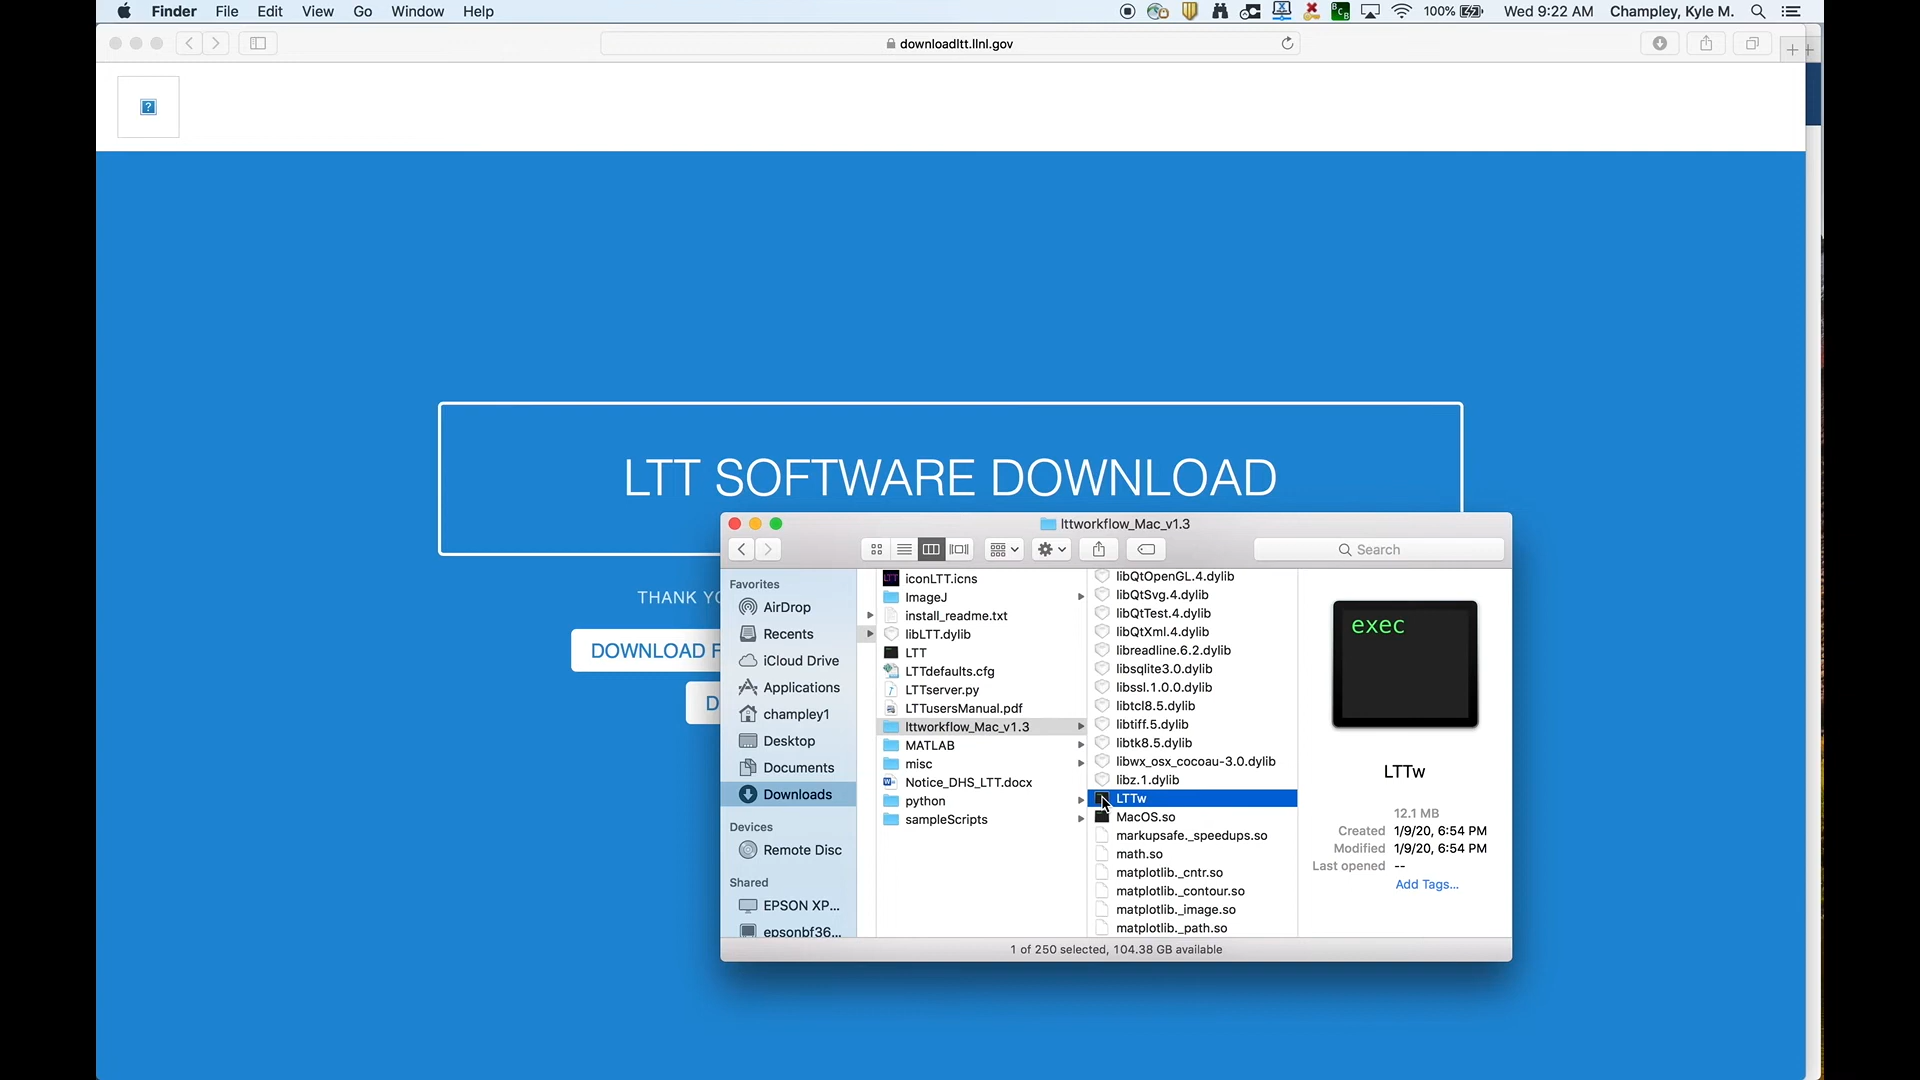 Finder File Edit View Go Window Help
100% Wed 9:22 AM Champley, Kyle M.
downloadltt.llnl.gov
LTT SOFTWARE DOWNLOAD
THANK YO
DOWNLOAD F
D
lttworkflow_Mac_v1.3
Search
Favorites
AirDrop
Recents
iCloud Drive
Applications
champley1
Desktop
Documents
Downloads
Devices
Remote Disc
Shared
EPSON XP...
epsonbf36...
iconLTT.icns
ImageJ
install_readme.txt
libLTT.dylib
LTT
LTTdefaults.cfg
LTTserver.py
LTTusersManual.pdf
lttworkflow_Mac_v1.3
MATLAB
misc
Notice_DHS_LTT.docx
python
sampleScripts
libQtOpenGL.4.dylib
libQtSvg.4.dylib
libQtTest.4.dylib
libQtXml.4.dylib
libreadline.6.2.dylib
libsqlite3.0.dylib
libssl.1.0.0.dylib
libtcl8.5.dylib
libtiff.5.dylib
libtk8.5.dylib
libwx_osx_cocoau-3.0.dylib
libz.1.dylib
LTTw
MacOS.so
markupsafe._speedups.so
math.so
matplotlib._cntr.so
matplotlib._contour.so
matplotlib._image.so
matplotlib._path.so
exec
LTTw
12.1 MB
Created 1/9/20, 6:54 PM
Modified 1/9/20, 6:54 PM
Last opened --
Add Tags...
1 of 250 selected, 104.38 GB available